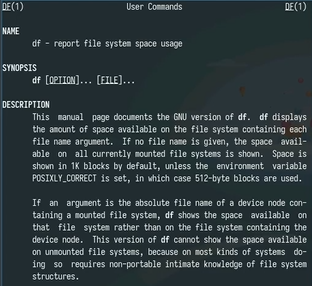 DF(1) User Commands DF(1)
NAME
df - report file system space usage
SYNOPSIS
df [OPTION]... [FILE]...
DESCRIPTION
This manual page documents the GNU version of df. df displays
the amount of space available on the file system containing each
file name argument. If no file name is given, the space avail-
able on all currently mounted file systems is shown. Space is
shown in 1K blocks by default, unless the environment variable
POSIXLY_CORRECT is set, in which case 512-byte blocks are used.
If an argument is the absolute file name of a device node con-
taining a mounted file system, df shows the space available on
that file system rather than on the file system containing the
device node. This version of df cannot show the space available
on unmounted file systems, because on most kinds of systems do-
ing so requires non-portable intimate knowledge of file system
structures.